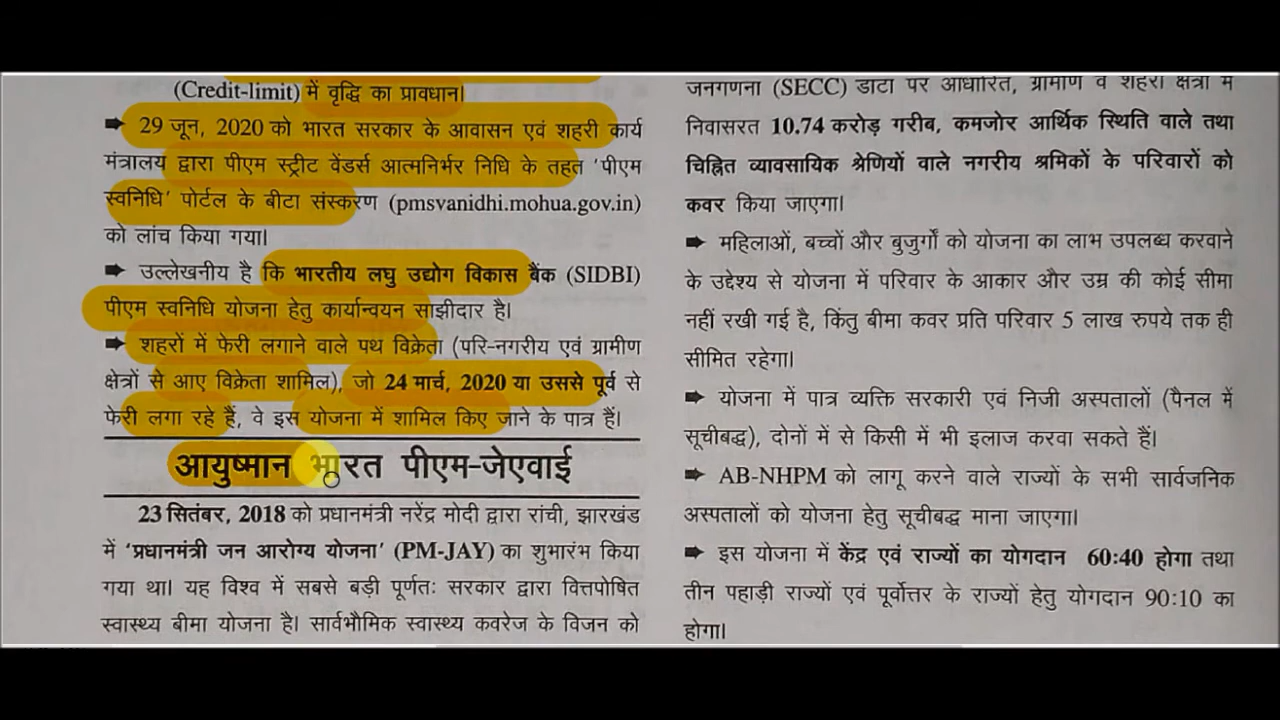 (Credit-limit) में वृद्धि का प्रावधान।
➡ 29 जून, 2020 को भारत सरकार के आवासन एवं शहरी कार्य
मंत्रालय द्वारा पीएम स्ट्रीट वेंडर्स आत्मनिर्भर निधि के तहत 'पीएम
स्वनिधि' पोर्टल के बीटा संस्करण (pmsvanidhi.mohua.gov.in)
को लांच किया गया।
➡ उल्लेखनीय है कि भारतीय लघु उद्योग विकास बैंक (SIDBI)
पीएम स्वनिधि योजना हेतु कार्यान्वयन साझीदार है।
➡ शहरों में फेरी लगाने वाले पथ विक्रेता (परि-नगरीय एवं ग्रामीण
क्षेत्रों से आए विक्रेता शामिल), जो 24 मार्च, 2020 या उससे पूर्व से
फेरी लगा रहे हैं, वे इस योजना में शामिल किए जाने के पात्र हैं।
आयुष्मान भारत पीएम-जेएवाई
23 सितंबर, 2018 को प्रधानमंत्री नरेंद्र मोदी द्वारा रांची, झारखंड
में 'प्रधानमंत्री जन आरोग्य योजना' (PM-JAY) का शुभारंभ किया
गया था। यह विश्व में सबसे बड़ी पूर्णतः सरकार द्वारा वित्तपोषित
स्वास्थ्य बीमा योजना है। सार्वभौमिक स्वास्थ्य कवरेज के विजन को
जनगणना (SECC) डाटा पर आधारित, ग्रामीण व शहरी क्षेत्रों में
निवासरत 10.74 करोड़ गरीब, कमजोर आर्थिक स्थिति वाले तथा
चिह्नित व्यावसायिक श्रेणियों वाले नगरीय श्रमिकों के परिवारों को
कवर किया जाएगा।
➡ महिलाओं, बच्चों और बुजुर्गों को योजना का लाभ उपलब्ध करवाने
के उद्देश्य से योजना में परिवार के आकार और उम्र की कोई सीमा
नहीं रखी गई है, किंतु बीमा कवर प्रति परिवार 5 लाख रुपये तक ही
सीमित रहेगा।
➡ योजना में पात्र व्यक्ति सरकारी एवं निजी अस्पतालों (पैनल में
सूचीबद्ध), दोनों में से किसी में भी इलाज करवा सकते हैं।
➡ AB-NHPM को लागू करने वाले राज्यों के सभी सार्वजनिक
अस्पतालों को योजना हेतु सूचीबद्ध माना जाएगा।
➡ इस योजना में केंद्र एवं राज्यों का योगदान 60:40 होगा तथा
तीन पहाड़ी राज्यों एवं पूर्वोत्तर के राज्यों हेतु योगदान 90:10 का
होगा।